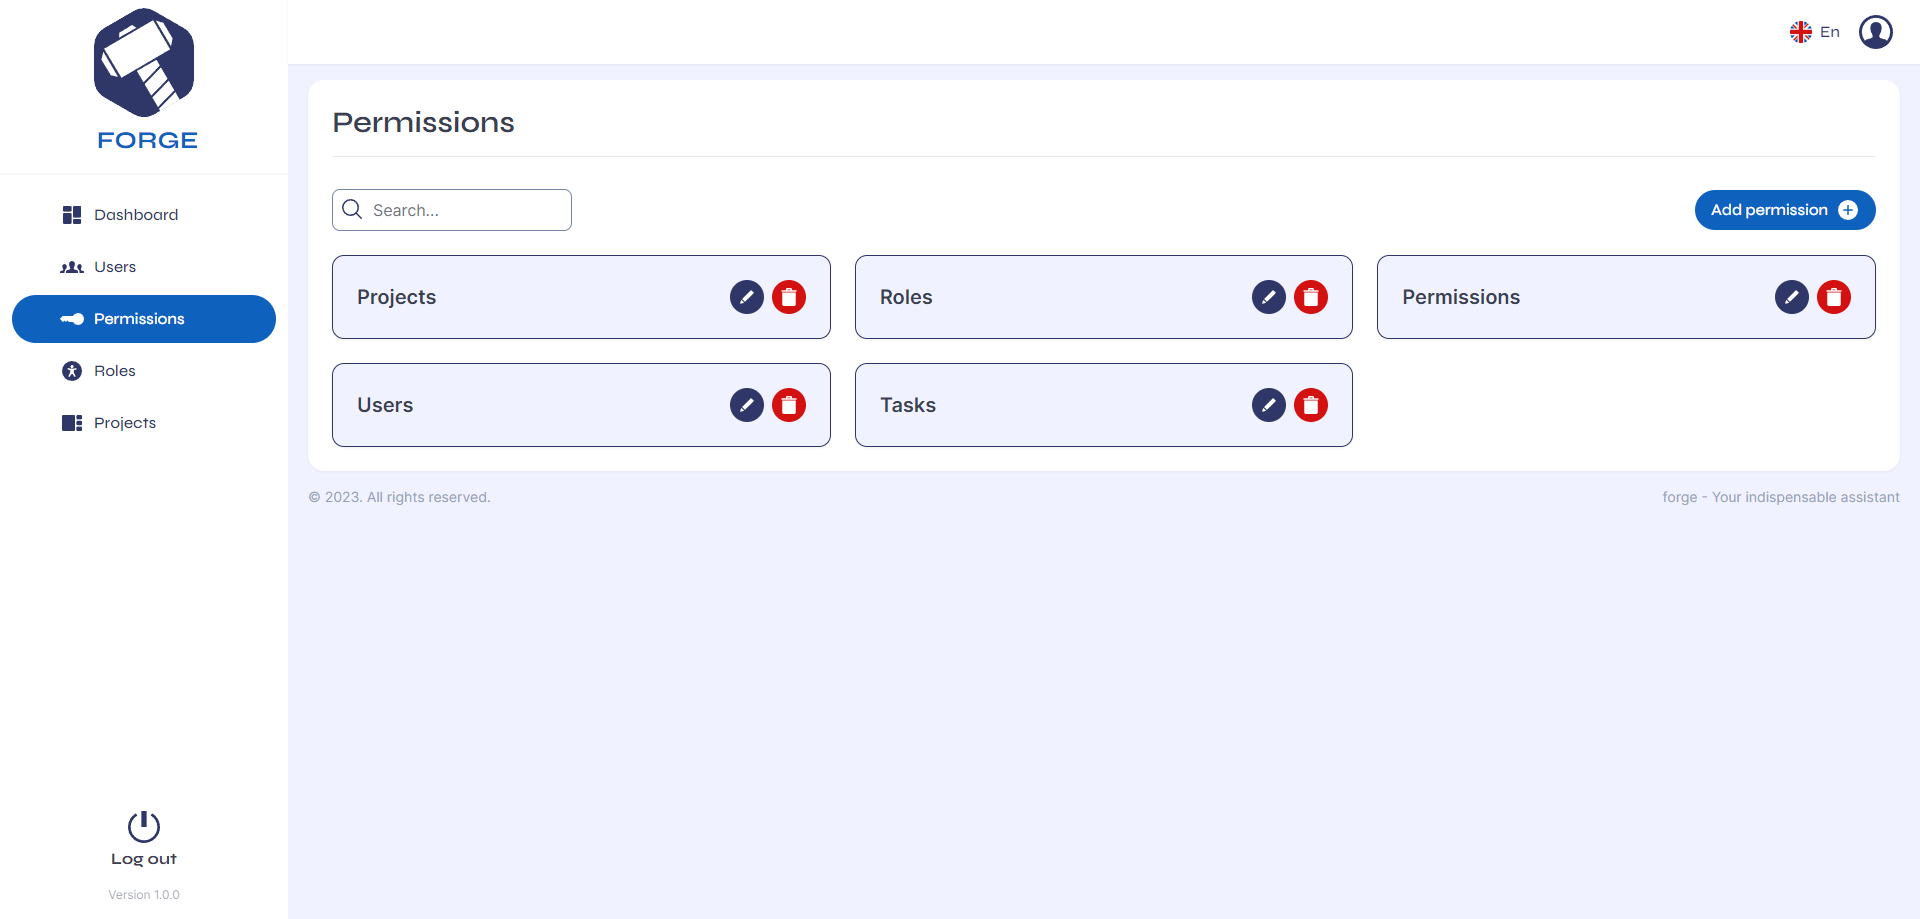 FORGE
Dashboard
Users
Permissions
Roles
Projects
Log out
Version 1.0.0
En
Permissions
Search...
Add permission
Projects
Roles
Permissions
Users
Tasks
© 2023. All rights reserved.
forge - Your indispensable assistant